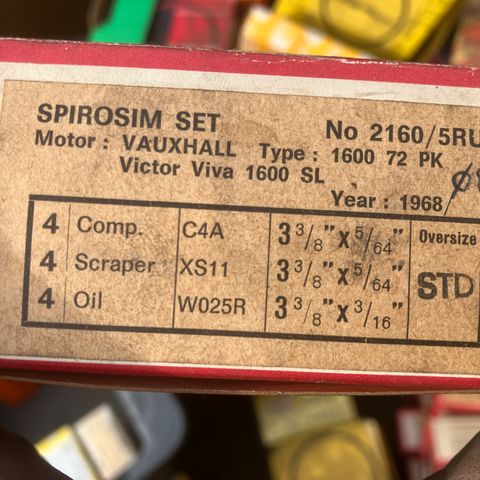 SPIROSIM SET No 2160/5RU
Motor: VAUXHALL Type: 1600 72 PK
Victor Viva 1600 SL
Year: 1968/
4 Comp. C4A 3 3/8" x 5/64" Oversize
4 Scraper XS11 3 3/8" x 5/64" STD
4 Oil W025R 3 3/8" x 3/16"